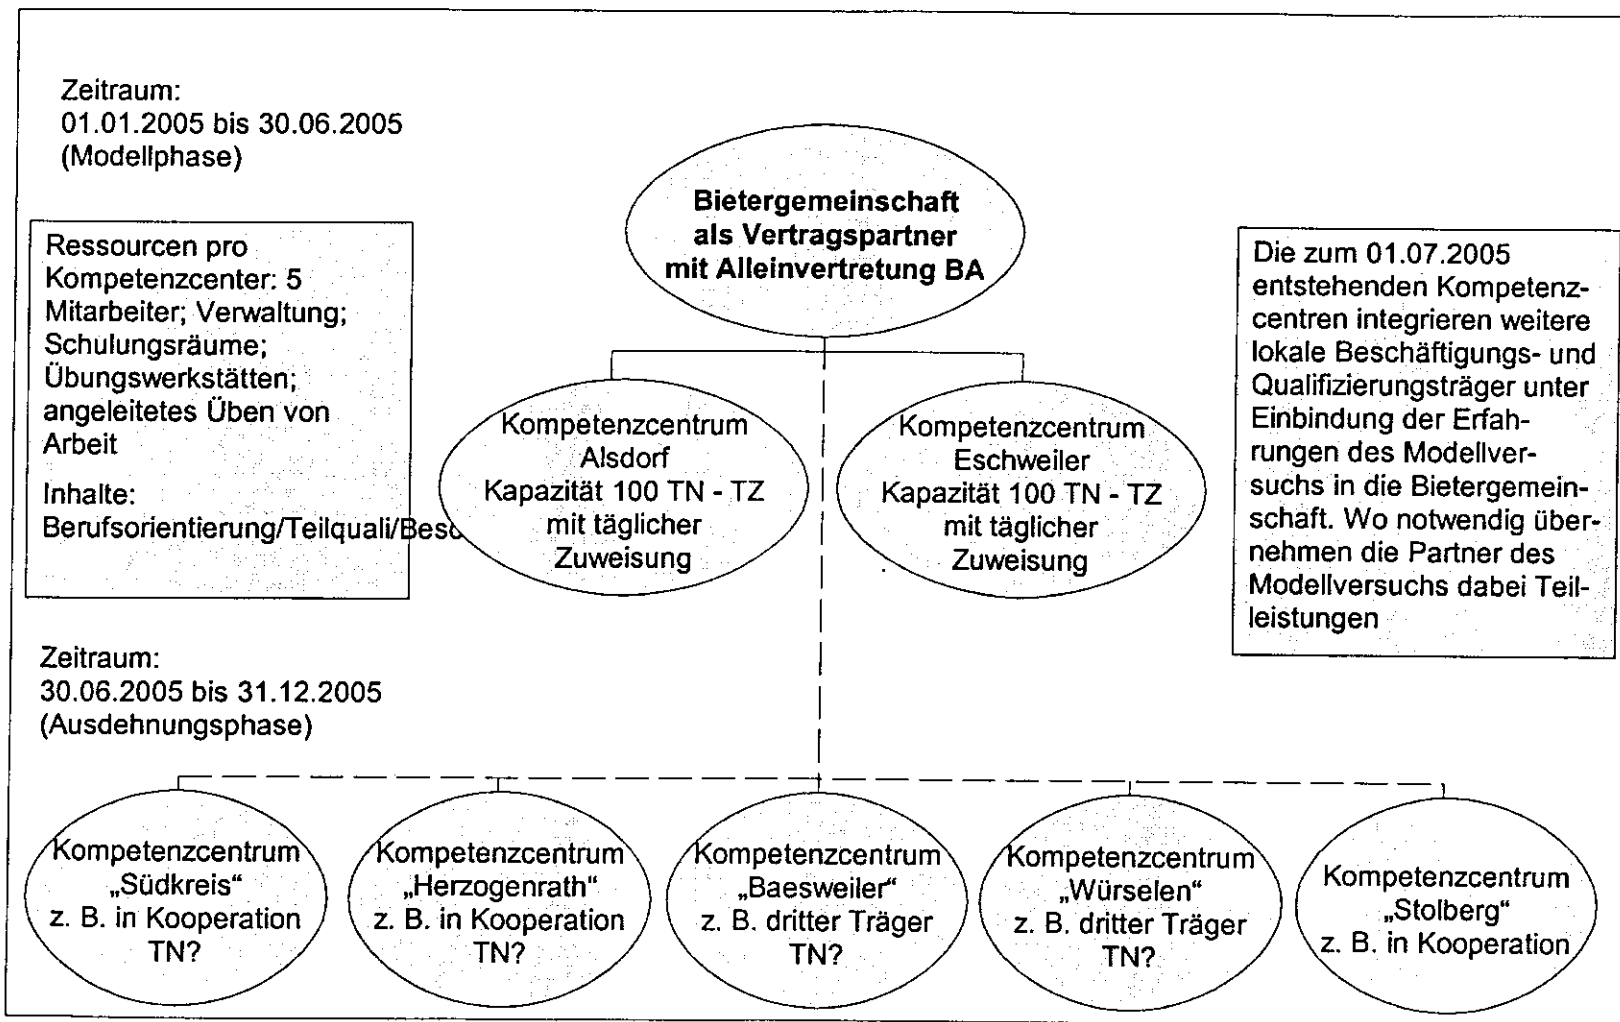 Zeitraum:
01.01.2005 bis 30.06.2005
(Modellphase)
Bietergemeinschaft
als Vertragspartner
mit Alleinvertretung BA
Ressourcen pro
Kompetenzcenter: 5
Mitarbeiter; Verwaltung;
Schulungsräume;
Übungswerkstätten;
angeleitetes Üben von
Arbeit
Inhalte:
Berufsorientierung/Teilquali/Besc
Kompetenzcentrum
Alsdorf
Kapazität 100 TN - TZ
mit täglicher
Zuweisung
Kompetenzcentrum
Eschweiler
Kapazität 100 TN - TZ
mit täglicher
Zuweisung
Die zum 01.07.2005
entstehenden Kompetenz-
centren integrieren weitere
lokale Beschäftigungs- und
Qualifizierungsträger unter
Einbindung der Erfah-
rungen des Modellver-
suchs in die Bietergemein-
schaft. Wo notwendig über-
nehmen die Partner des
Modellversuchs dabei Teil-
leistungen
Zeitraum:
30.06.2005 bis 31.12.2005
(Ausdehnungsphase)
Kompetenzcentrum
„Südkreis“
z. B. in Kooperation
TN?
Kompetenzcentrum
„Herzogenrath“
z. B. in Kooperation
TN?
Kompetenzcentrum
„Baesweiler“
z. B. dritter Träger
TN?
Kompetenzcentrum
„Würselen“
z. B. dritter Träger
TN?
Kompetenzcentrum
„Stolberg“
z. B. in Kooperation